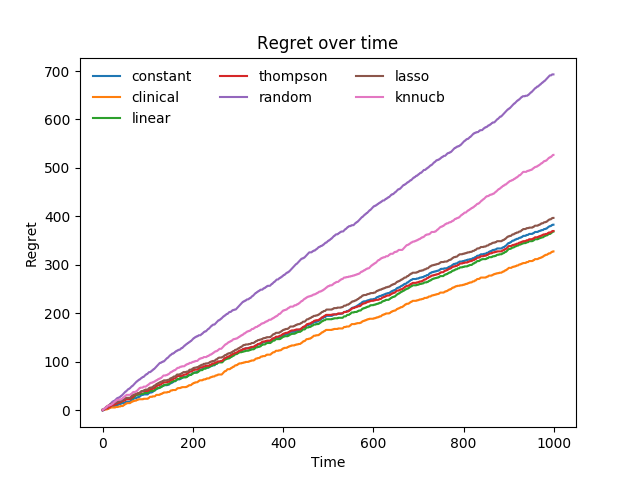 Regret over time
constant
clinical
linear
thompson
random
lasso
knnucb
Regret
700
600
500
400
300
200
100
0
0 200 400 600 800 1000
Time